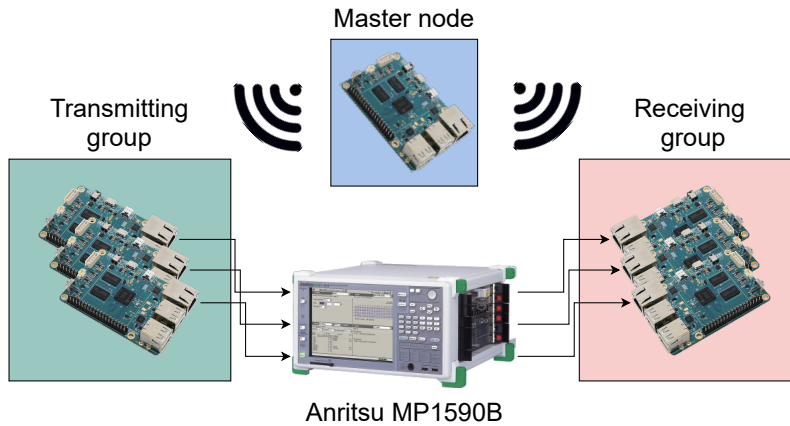 Master node
Transmitting
group
Receiving
group
Anritsu MP1590B